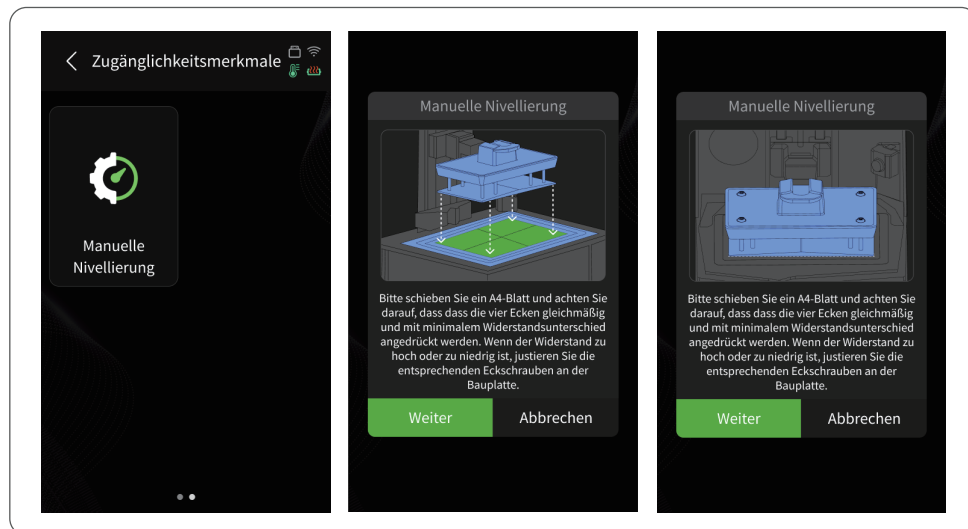 Zugänglichkeitsmerkmale
Manuelle
Nivellierung
Manuelle Nivellierung
Bitte schieben Sie ein A4-Blatt und achten Sie
darauf, dass dass die vier Ecken gleichmäßig
und mit minimalem Widerstandsunterschied
angedrückt werden. Wenn der Widerstand zu
hoch oder zu niedrig ist, justieren Sie die
entsprechenden Eckschrauben an der
Bauplatte.
Weiter
Abbrechen
Manuelle Nivellierung
Bitte schieben Sie ein A4-Blatt und achten Sie
darauf, dass dass die vier Ecken gleichmäßig
und mit minimalem Widerstandsunterschied
angedrückt werden. Wenn der Widerstand zu
hoch oder zu niedrig ist, justieren Sie die
entsprechenden Eckschrauben an der
Bauplatte.
Weiter
Abbrechen